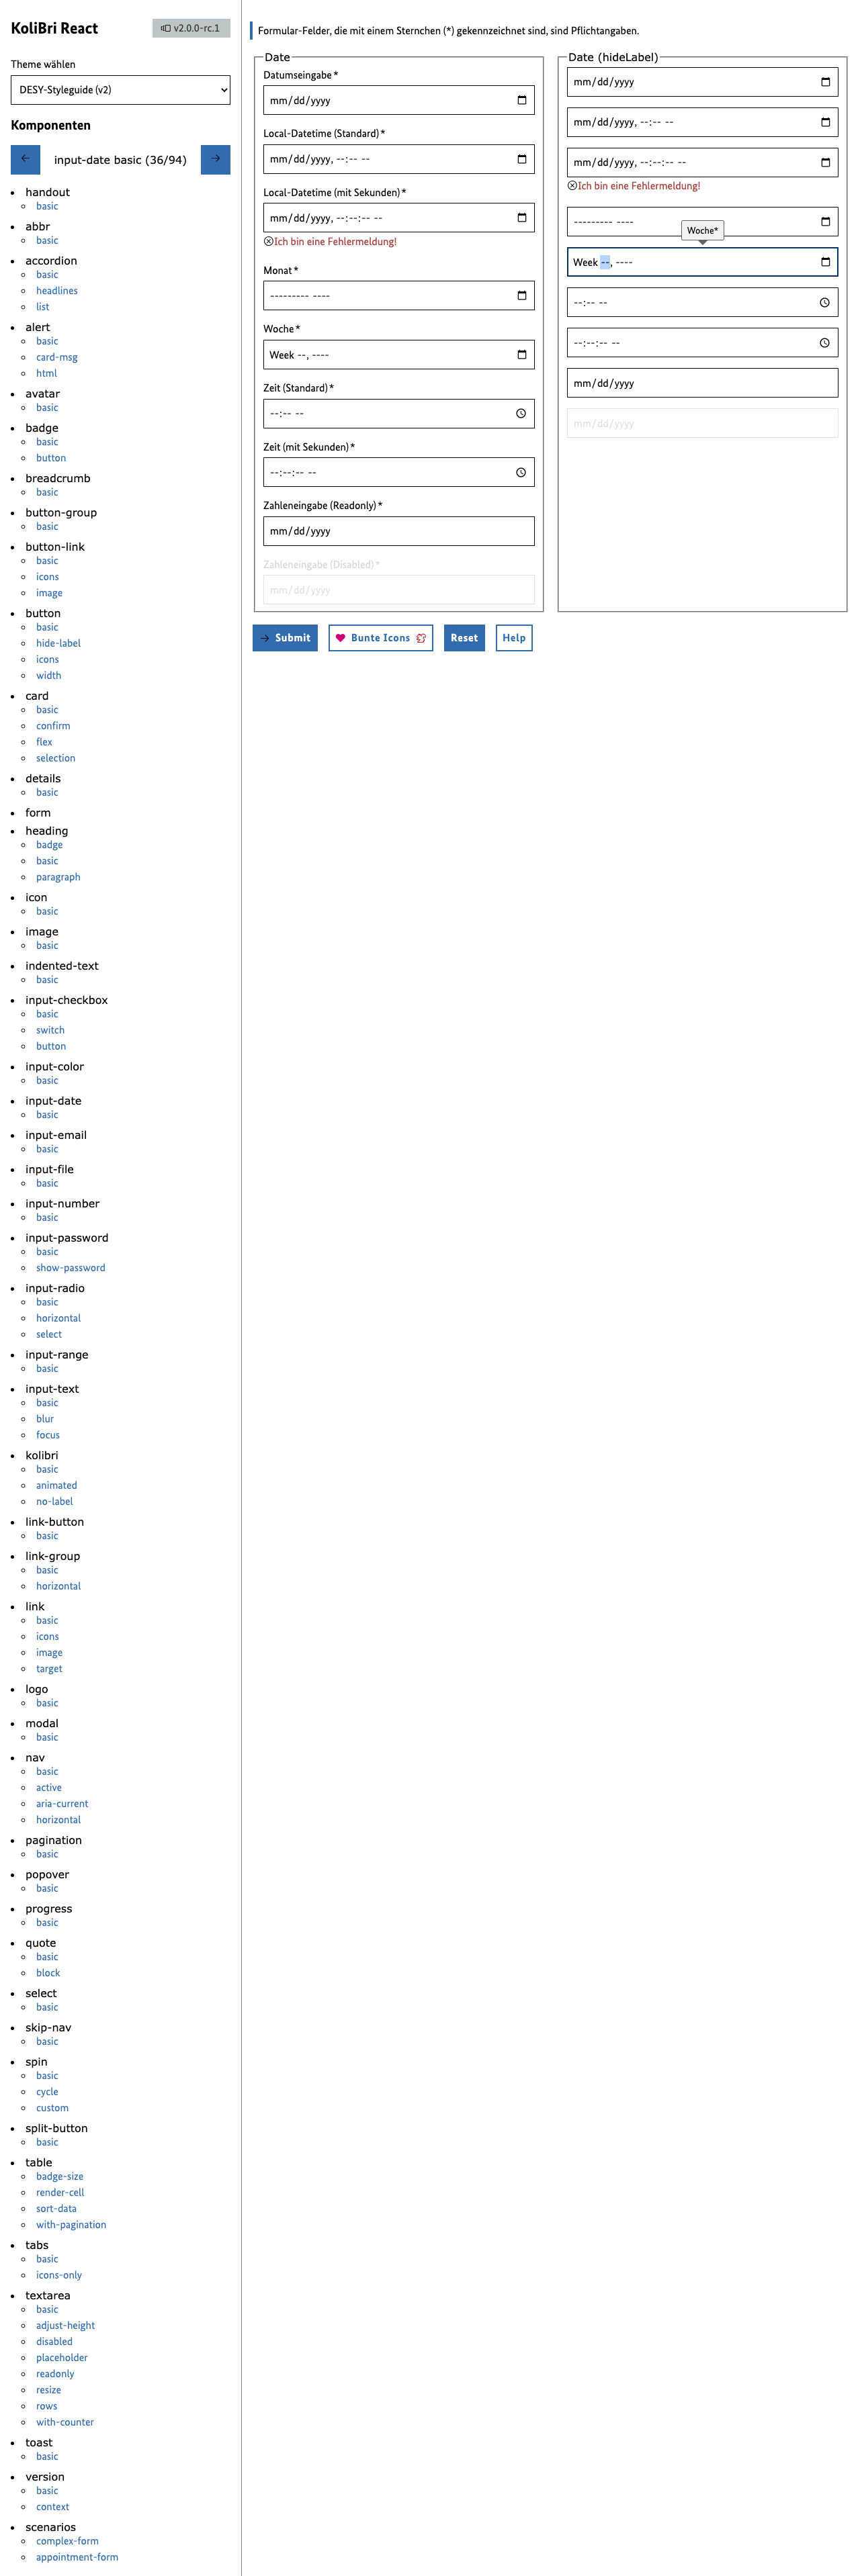 KoliBri React
v2.0.0-rc.1
Theme wählen
DESY-Styleguide (v2)
Komponenten
input-date basic (36/94)
handout
basic
abbr
basic
accordion
basic
headlines
list
alert
basic
card-msg
html
avatar
basic
badge
basic
button
breadcrumb
basic
button-group
basic
button-link
basic
icons
image
button
basic
hide-label
icons
width
card
basic
confirm
flex
selection
details
basic
form
heading
badge
basic
paragraph
icon
basic
image
basic
indented-text
basic
input-checkbox
basic
switch
button
input-color
basic
input-date
basic
input-email
basic
input-file
basic
input-number
basic
input-password
basic
show-password
input-radio
basic
horizontal
select
input-range
basic
input-text
basic
blur
focus
kolibri
basic
animated
no-label
link-button
basic
link-group
basic
horizontal
link
basic
icons
image
target
logo
basic
modal
basic
nav
basic
active
aria-current
horizontal
pagination
basic
popover
basic
progress
basic
quote
basic
block
select
basic
skip-nav
basic
spin
basic
cycle
custom
split-button
basic
table
badge-size
render-cell
sort-data
with-pagination
tabs
basic
icons-only
textarea
basic
adjust-height
disabled
placeholder
readonly
resize
rows
with-counter
toast
basic
version
basic
context
scenarios
complex-form
appointment-form
Formular-Felder, die mit einem Sternchen (*) gekennzeichnet sind, sind Pflichtangaben.
Date
Datumseingabe*
mm/dd/yyyy
Local-Datetime (Standard)*
mm/dd/yyyy, --:-- --
Local-Datetime (mit Sekunden)*
mm/dd/yyyy, --:--:-- --
Ich bin eine Fehlermeldung!
Monat*
--------- ----
Woche*
Week --, ----
Zeit (Standard)*
--:-- --
Zeit (mit Sekunden)*
--:--:-- --
Zahleneingabe (Readonly)*
mm/dd/yyyy
Zahleneingabe (Disabled)*
mm/dd/yyyy
Date (hideLabel)
mm/dd/yyyy
mm/dd/yyyy, --:-- --
mm/dd/yyyy, --:--:-- --
Ich bin eine Fehlermeldung!
--------- ----
Woche*
Week --, ----
--:-- --
--:--:-- --
mm/dd/yyyy
mm/dd/yyyy
Submit
Bunte Icons
Reset
Help